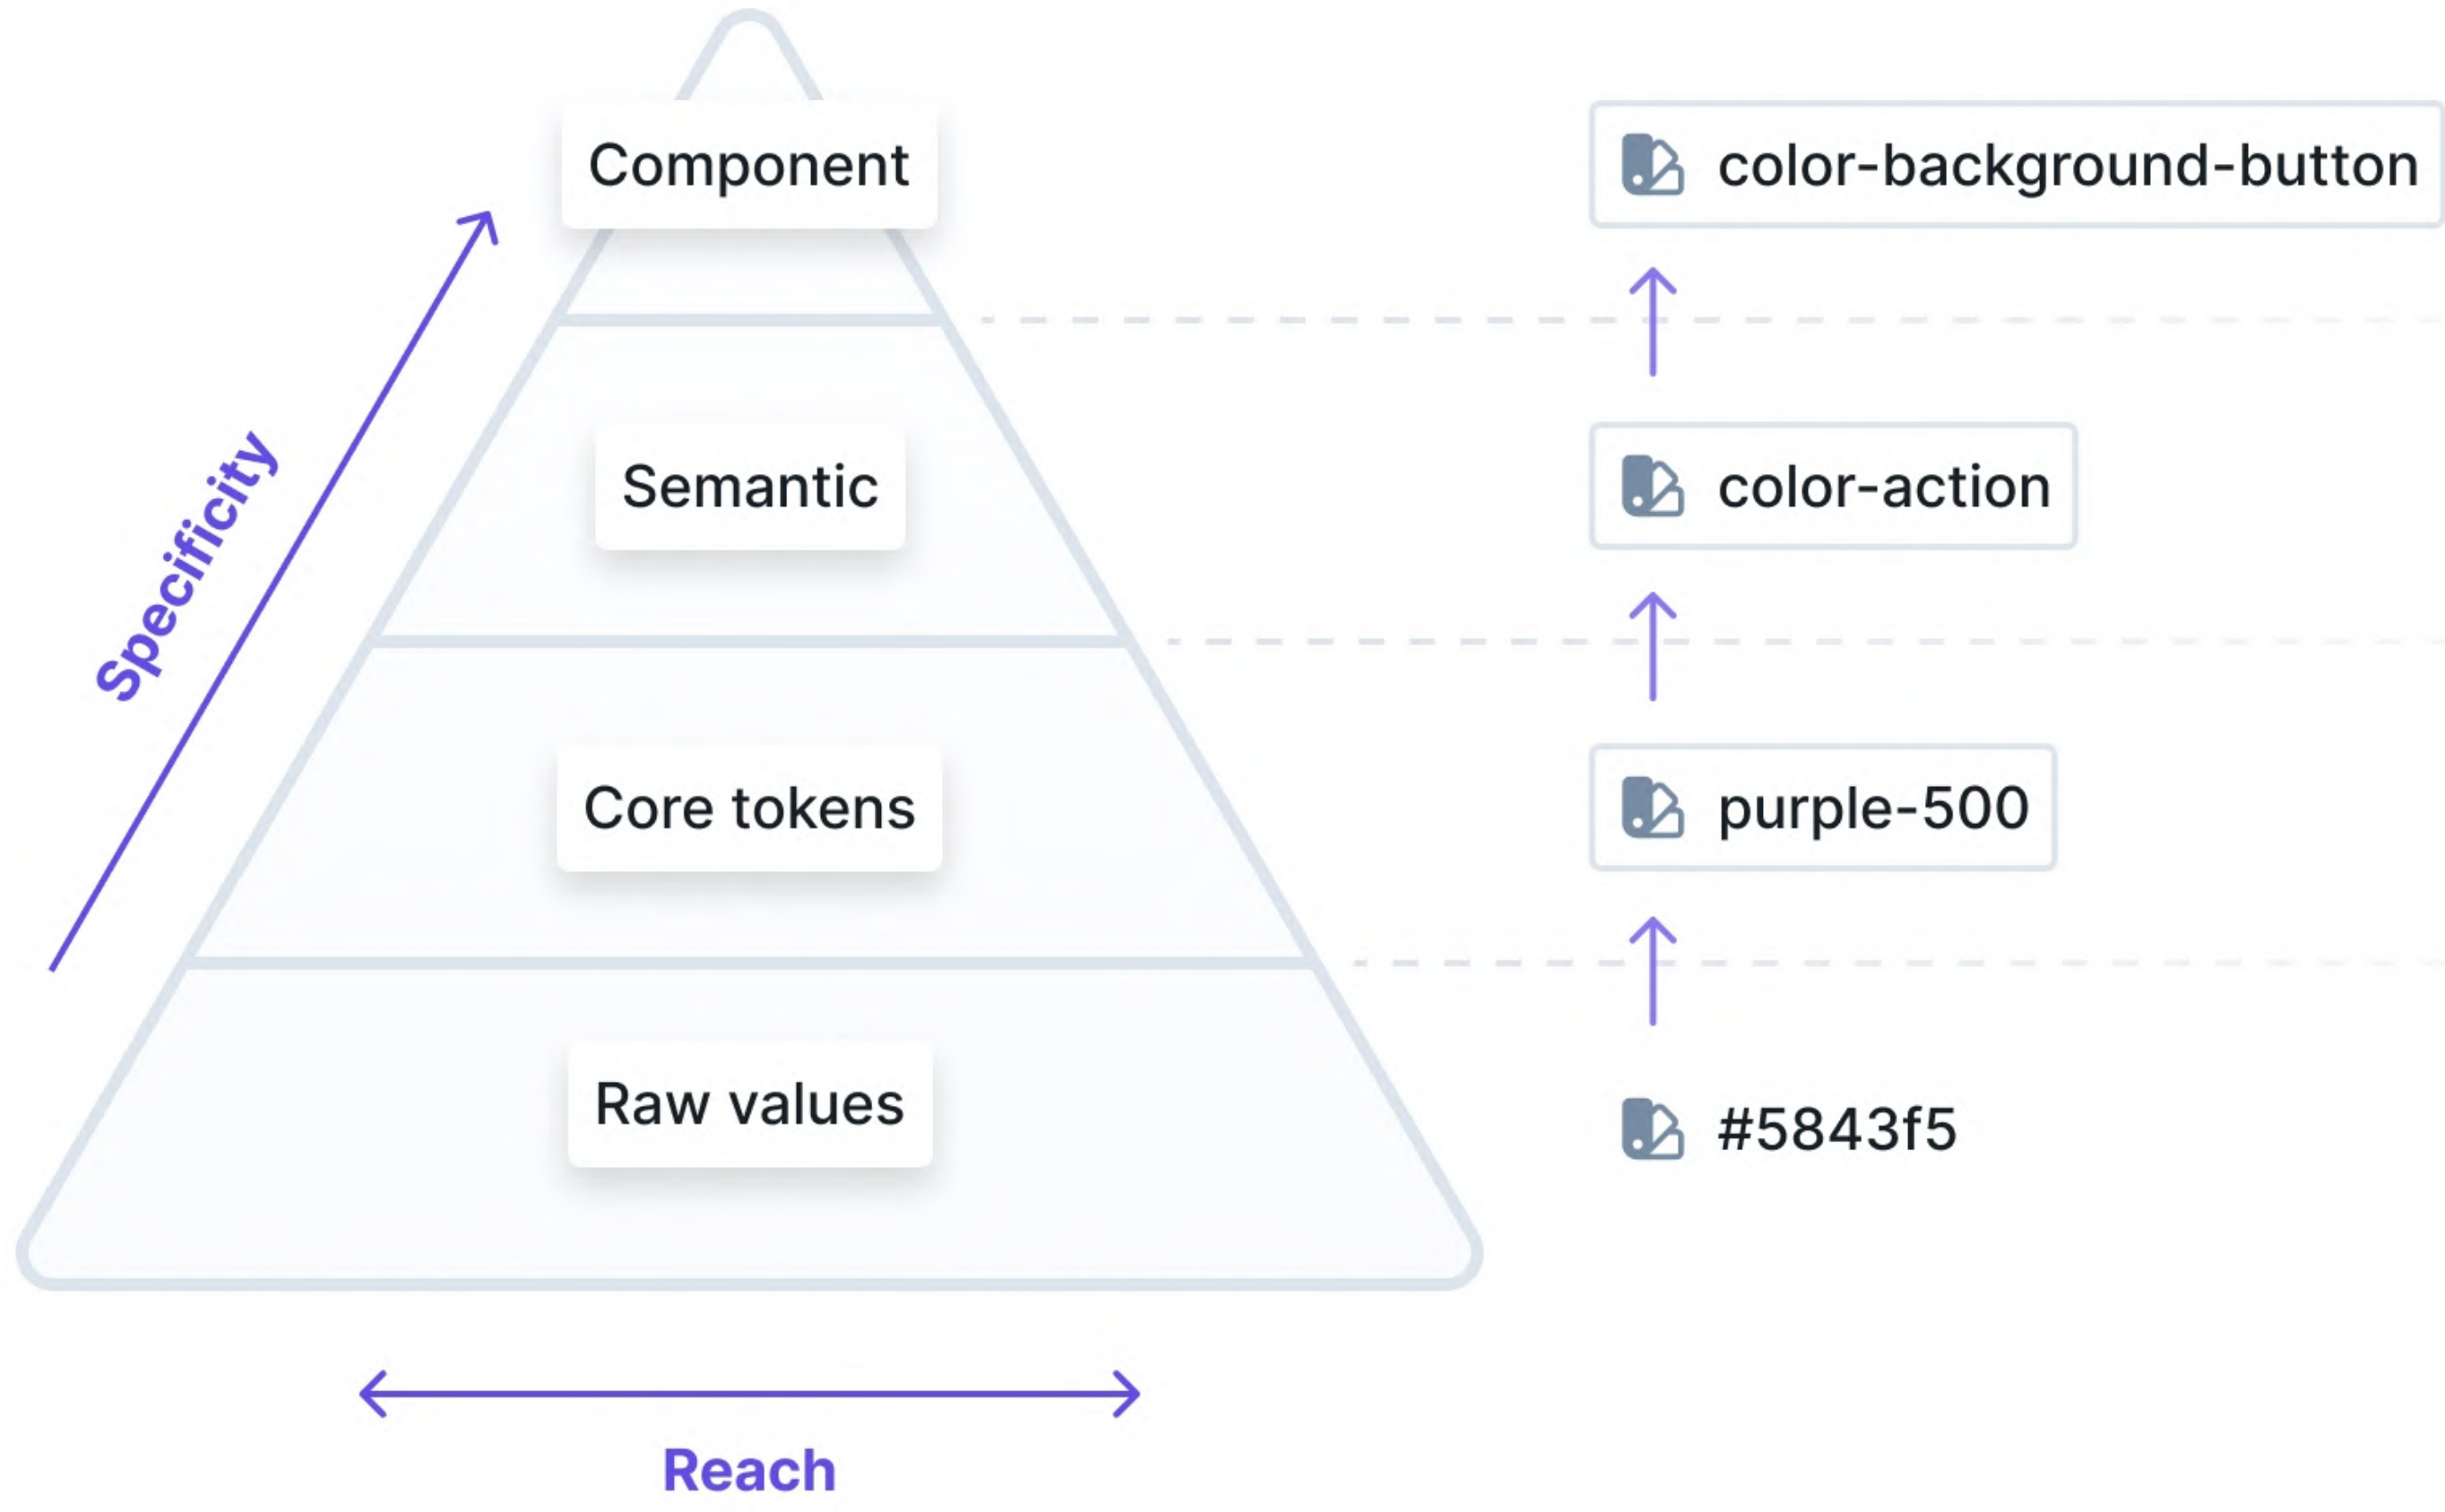 Component
color-background-button
Specificity
Semantic
color-action
Core tokens
purple-500
Raw values
#5843f5
Reach